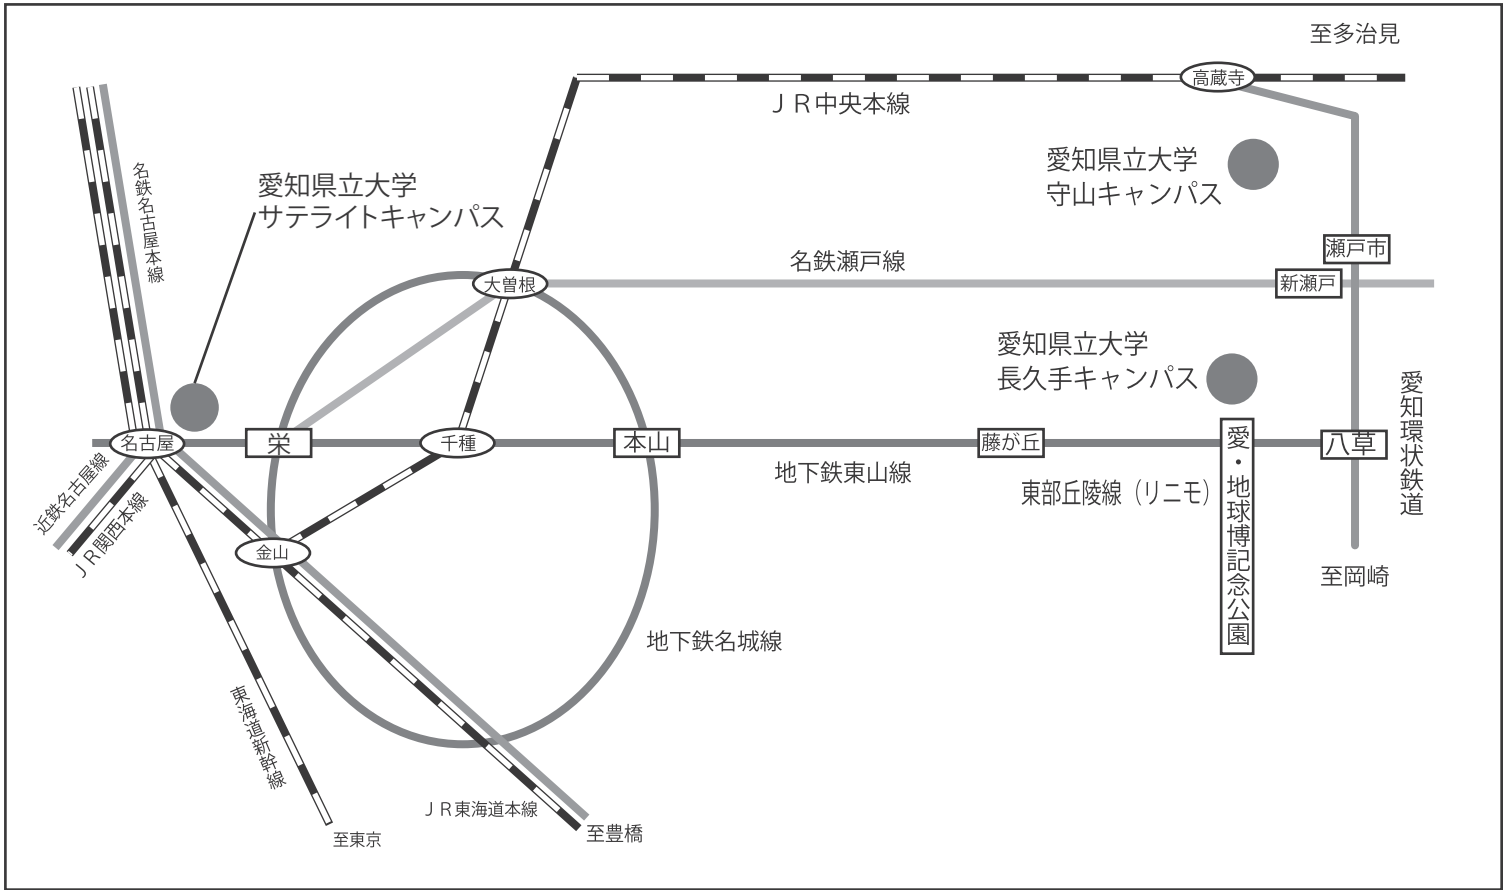 至多治見
高蔵寺
ＪＲ中央本線
愛知県立大学
守山キャンパス
名鉄名古屋本線
愛知県立大学
サテライトキャンパス
瀬戸市
名鉄瀬戸線
大曽根
新瀬戸
愛知県立大学
長久手キャンパス
愛知環状鉄道
名古屋
栄
千種
本山
藤が丘
愛・地球博記念公園
八草
地下鉄東山線
東部丘陵線（リニモ）
近鉄名古屋線
ＪＲ関西本線
金山
至岡崎
地下鉄名城線
東海道新幹線
ＪＲ東海道本線
至豊橋
至東京